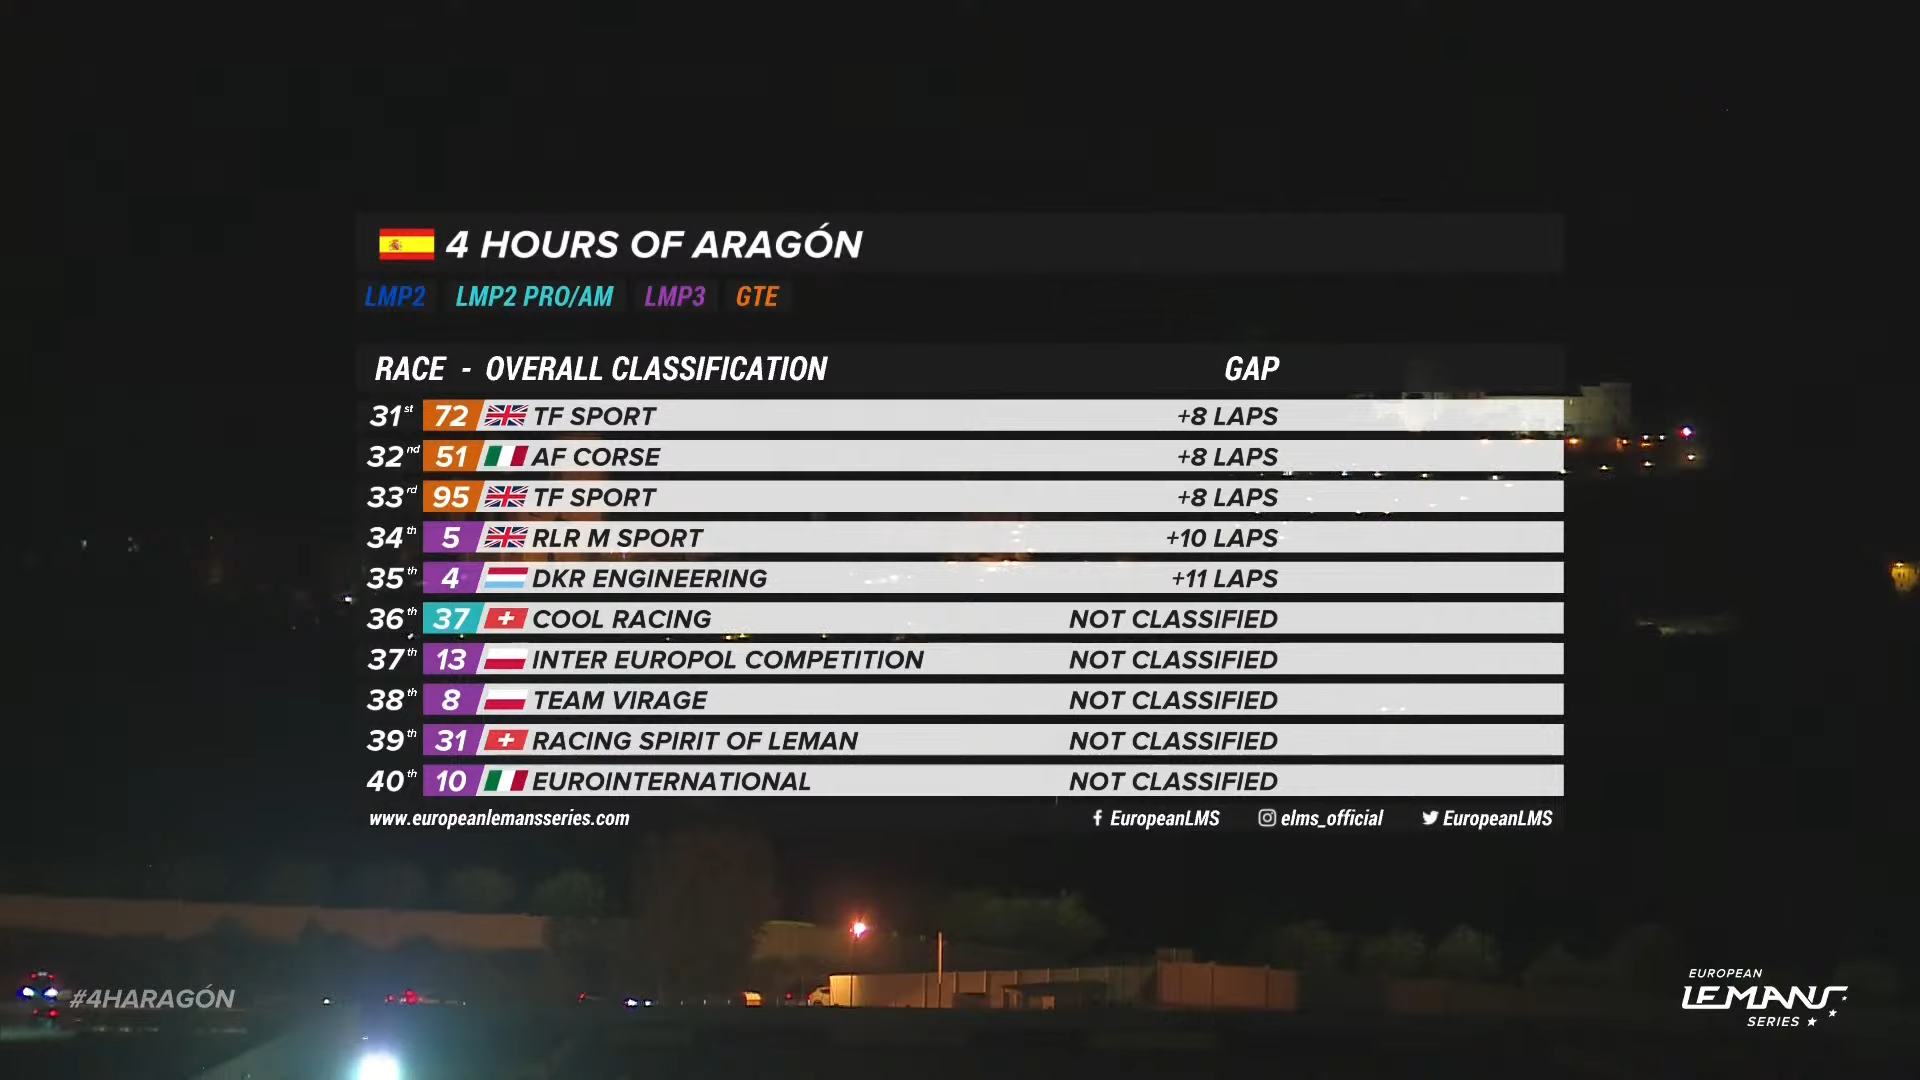 4 HOURS OF ARAGÓN
LMP2 LMP2 PRO/AM LMP3 GTE
RACE - OVERALL CLASSIFICATION GAP
31st 72 TF SPORT +8 LAPS
32nd 51 AF CORSE +8 LAPS
33rd 95 TF SPORT +8 LAPS
34th 5 RLR M SPORT +10 LAPS
35th 4 DKR ENGINEERING +11 LAPS
36th 37 COOL RACING NOT CLASSIFIED
37th 13 INTER EUROPOL COMPETITION NOT CLASSIFIED
38th 8 TEAM VIRAGE NOT CLASSIFIED
39th 31 RACING SPIRIT OF LEMAN NOT CLASSIFIED
40th 10 EUROINTERNATIONAL NOT CLASSIFIED
www.europeanlemansseries.com EuropeanLMS elms_official EuropeanLMS
#4HARAGÓN
EUROPEAN
LE MANS
SERIES